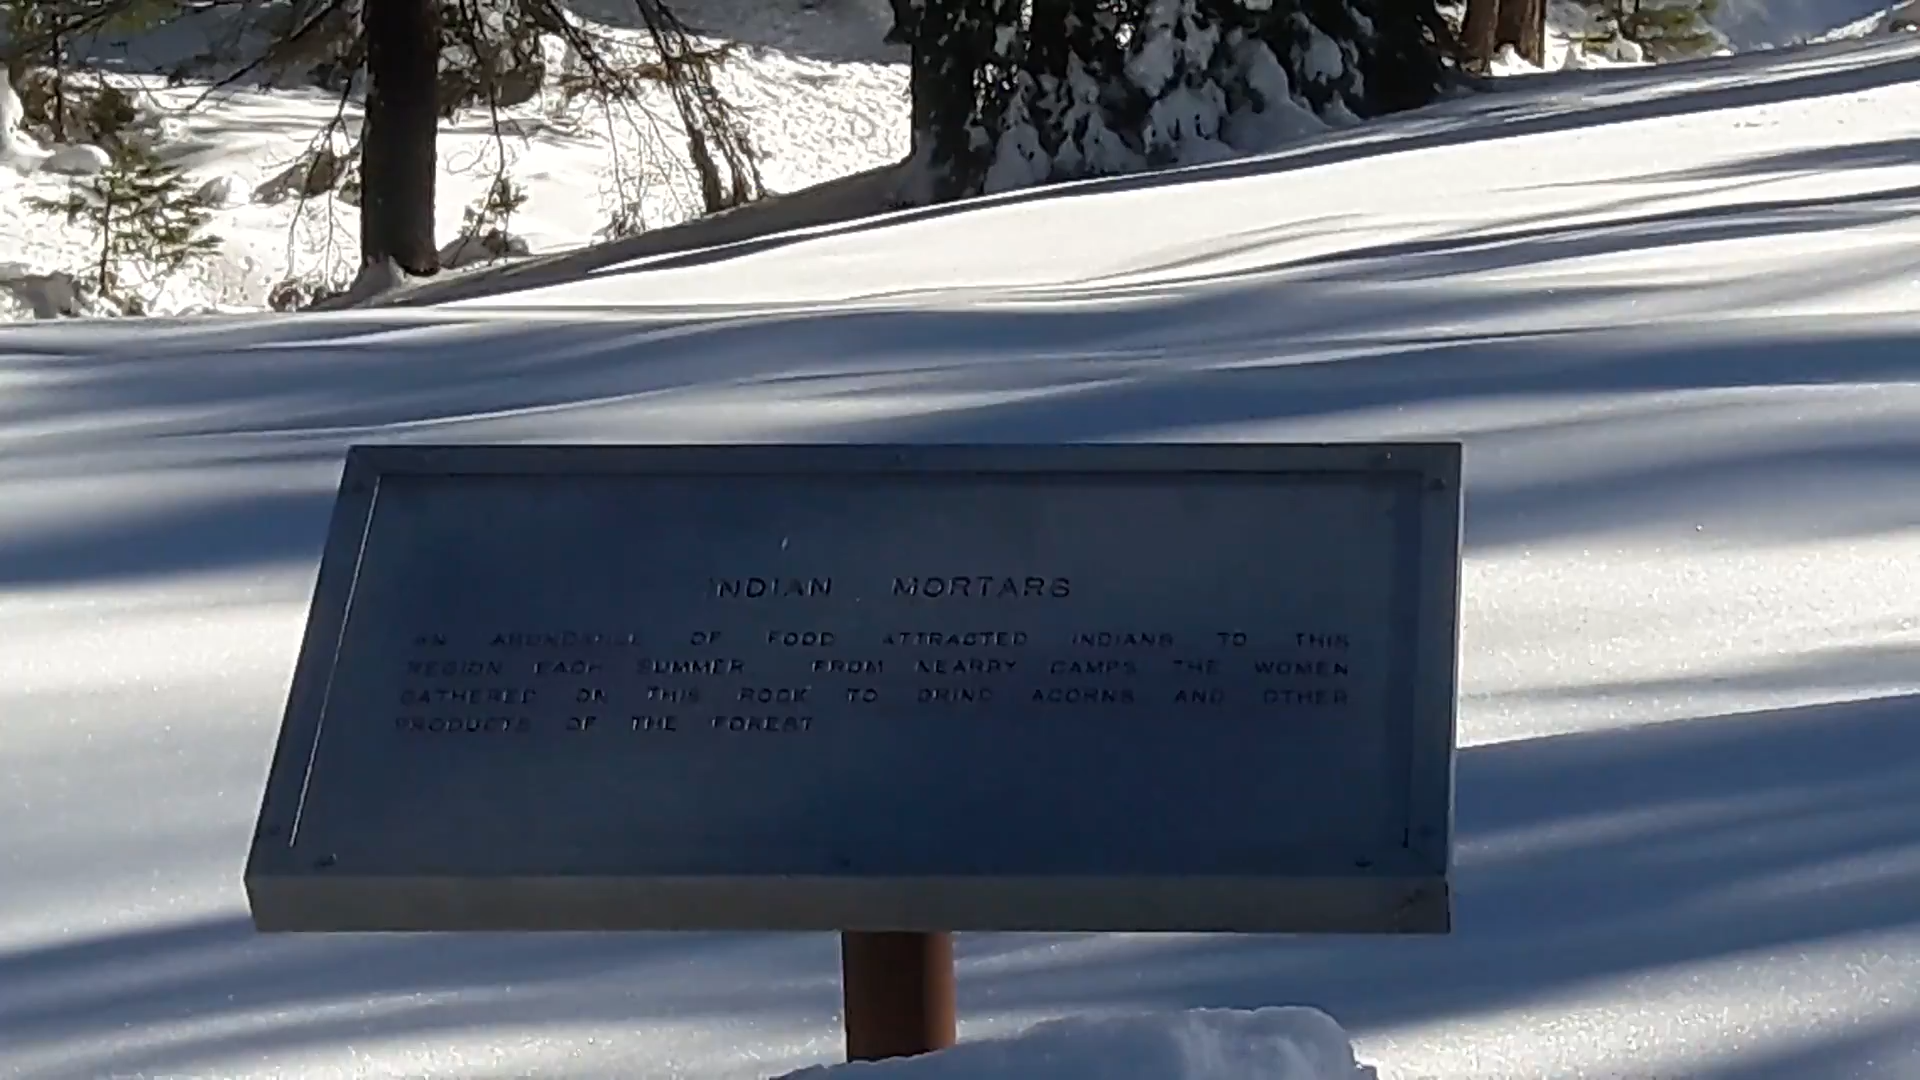 INDIAN MORTARS
AN ABUNDANCE OF FOOD ATTRACTED INDIANS TO THIS
REGION EACH SUMMER FROM NEARBY CAMPS THE WOMEN
GATHERED ON THIS ROCK TO GRIND ACORNS AND OTHER
PRODUCTS OF THE FOREST